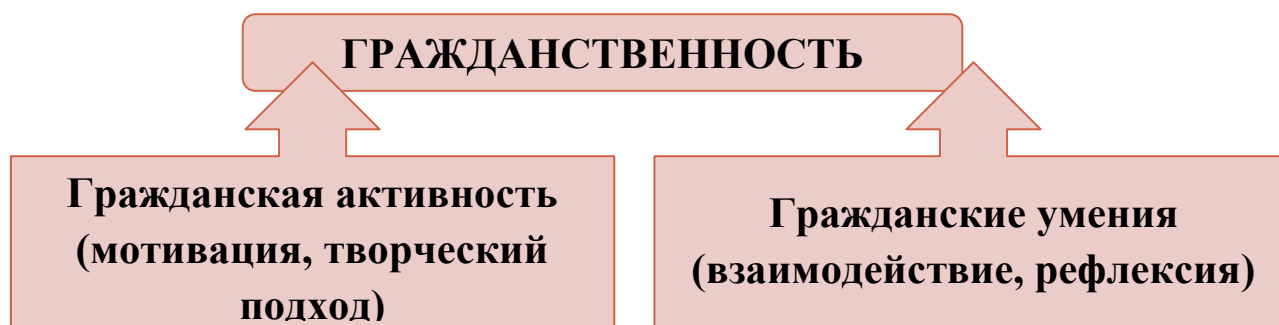 ГРАЖДАНСТВЕННОСТЬ
Гражданская активность
(мотивация, творческий
подход)
Гражданские умения
(взаимодействие, рефлексия)